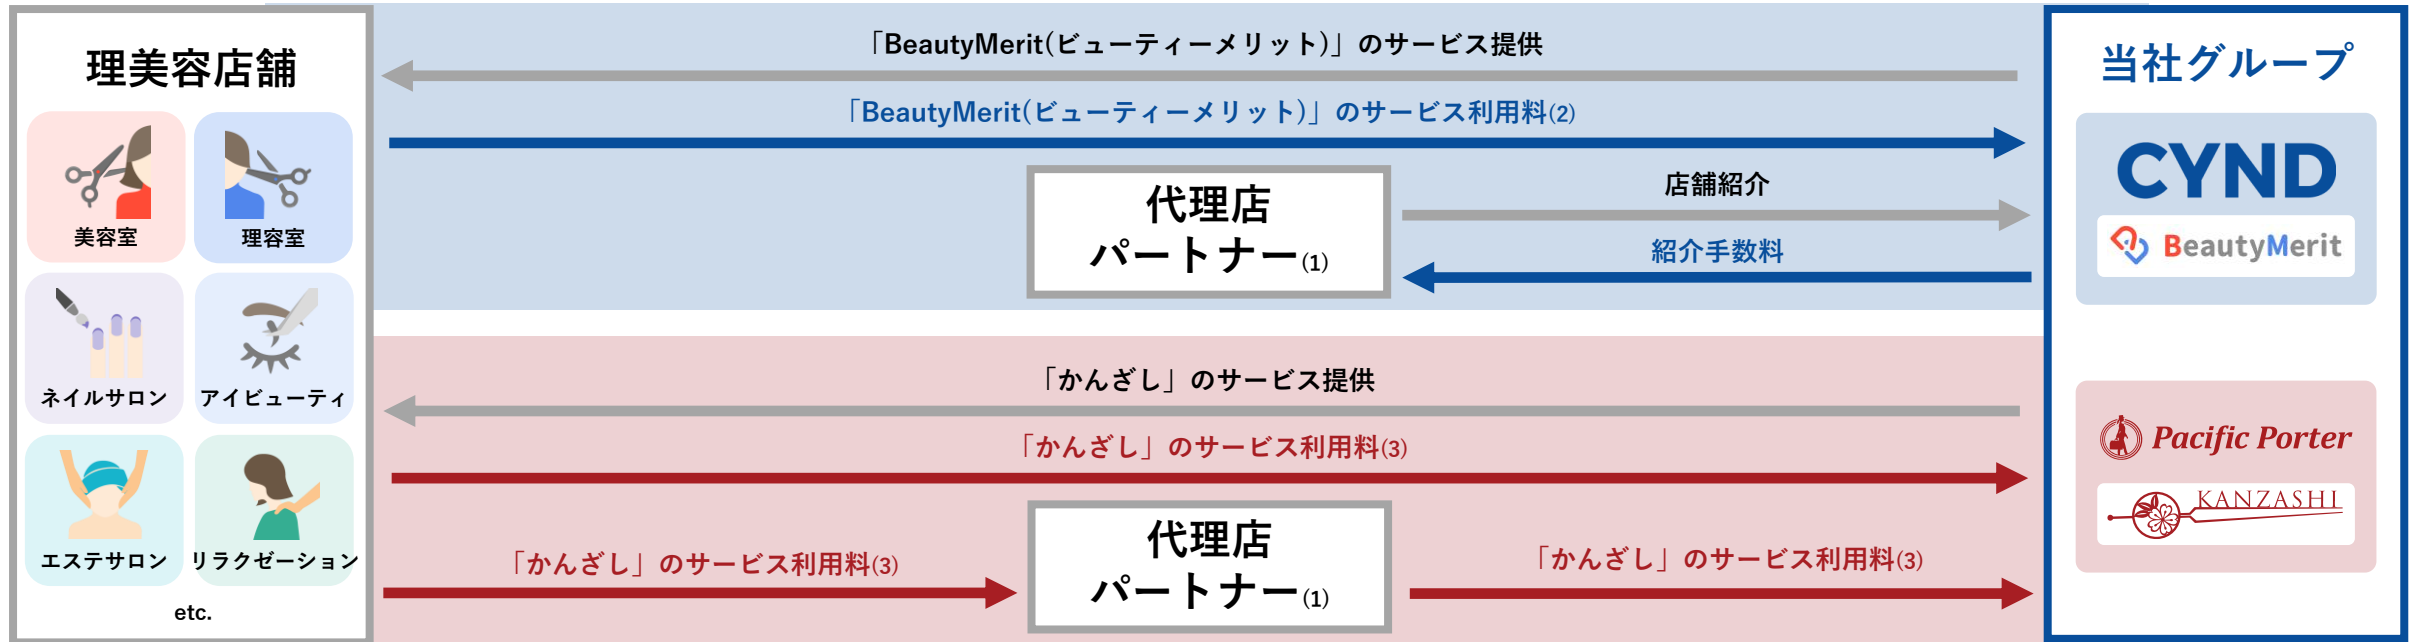 理美容店舗
美容室
理容室
ネイルサロン
アイビューティ
エステサロン
リラクゼーション
etc.
「BeautyMerit(ビューティーメリット)」のサービス提供
「BeautyMerit(ビューティーメリット)」のサービス利用料(2)
代理店
パートナー(1)
店舗紹介
紹介手数料
「かんざし」のサービス提供
「かんざし」のサービス利用料(3)
「かんざし」のサービス利用料(3)
代理店
パートナー(1)
「かんざし」のサービス利用料(3)
当社グループ
CYND
BeautyMerit
Pacific Porter
KANZASHI